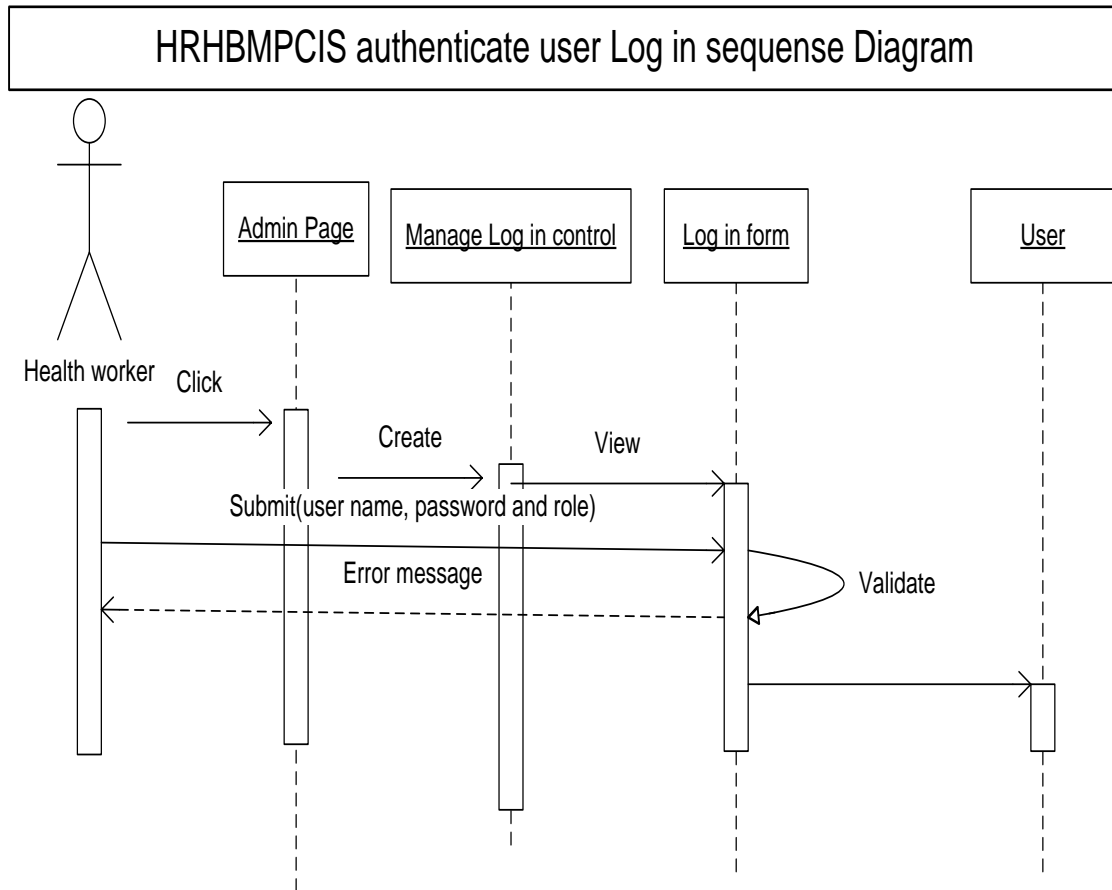 HRHBMPCIS authenticate user Log in sequense Diagram
Admin Page
Manage Log in control
Log in form
User
Health worker
Click
Create
View
Submit(user name, password and role)
Error message
Validate